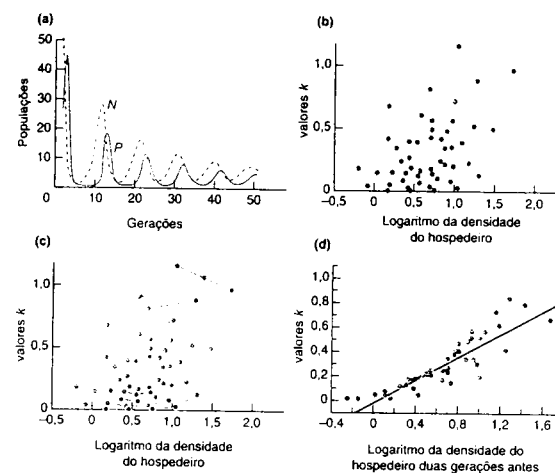 (a)
50
40
30
20
10
0
10
20
30
40
50
Populações
N
P
Gerações
(b)
1,0
0,5
0
-0,5
0
0,5
1,0
1,5
2,0
valores k
Logaritmo da densidade
do hospedeiro
(c)
1,0
0,5
0
-0,5
0
0,5
1,0
1,5
2,0
valores k
Logaritmo da densidade
do hospedeiro
(d)
1,0
0,8
0,6
0,4
0,2
0
-0,4
0
0,4
0,8
1,2
1,6
valores k
Logaritmo da densidade do
hospedeiro duas gerações antes